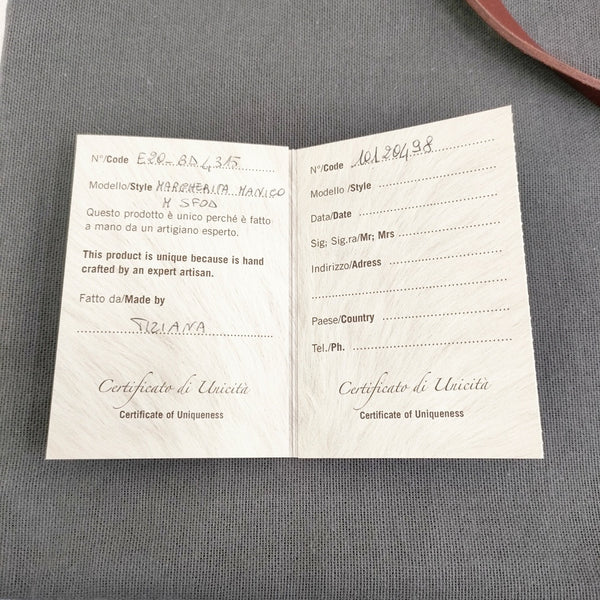 N°/Code E20-BD4315
Modello/Style MARGHERITA MANICO
M SFOD
Questo prodotto è unico perché è fatto
a mano da un artigiano esperto.
This product is unique because is hand
crafted by an expert artisan.
Fatto da/Made by
TIZIANA
Certificato di Unicità
Certificate of Uniqueness
N°/Code 10120498
Modello /Style
Data/Date
Sig; Sig.ra/Mr; Mrs
Indirizzo/Adress
Paese/Country
Tel./Ph.
Certificato di Unicità
Certificate of Uniqueness